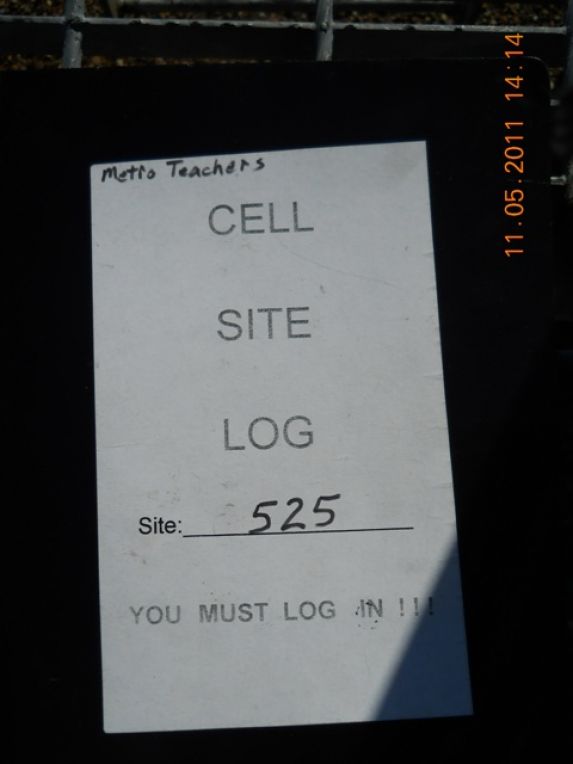 Metro Teachers
CELL
SITE
LOG
Site: 525
YOU MUST LOG IN !!!
11.05.2011 14:14